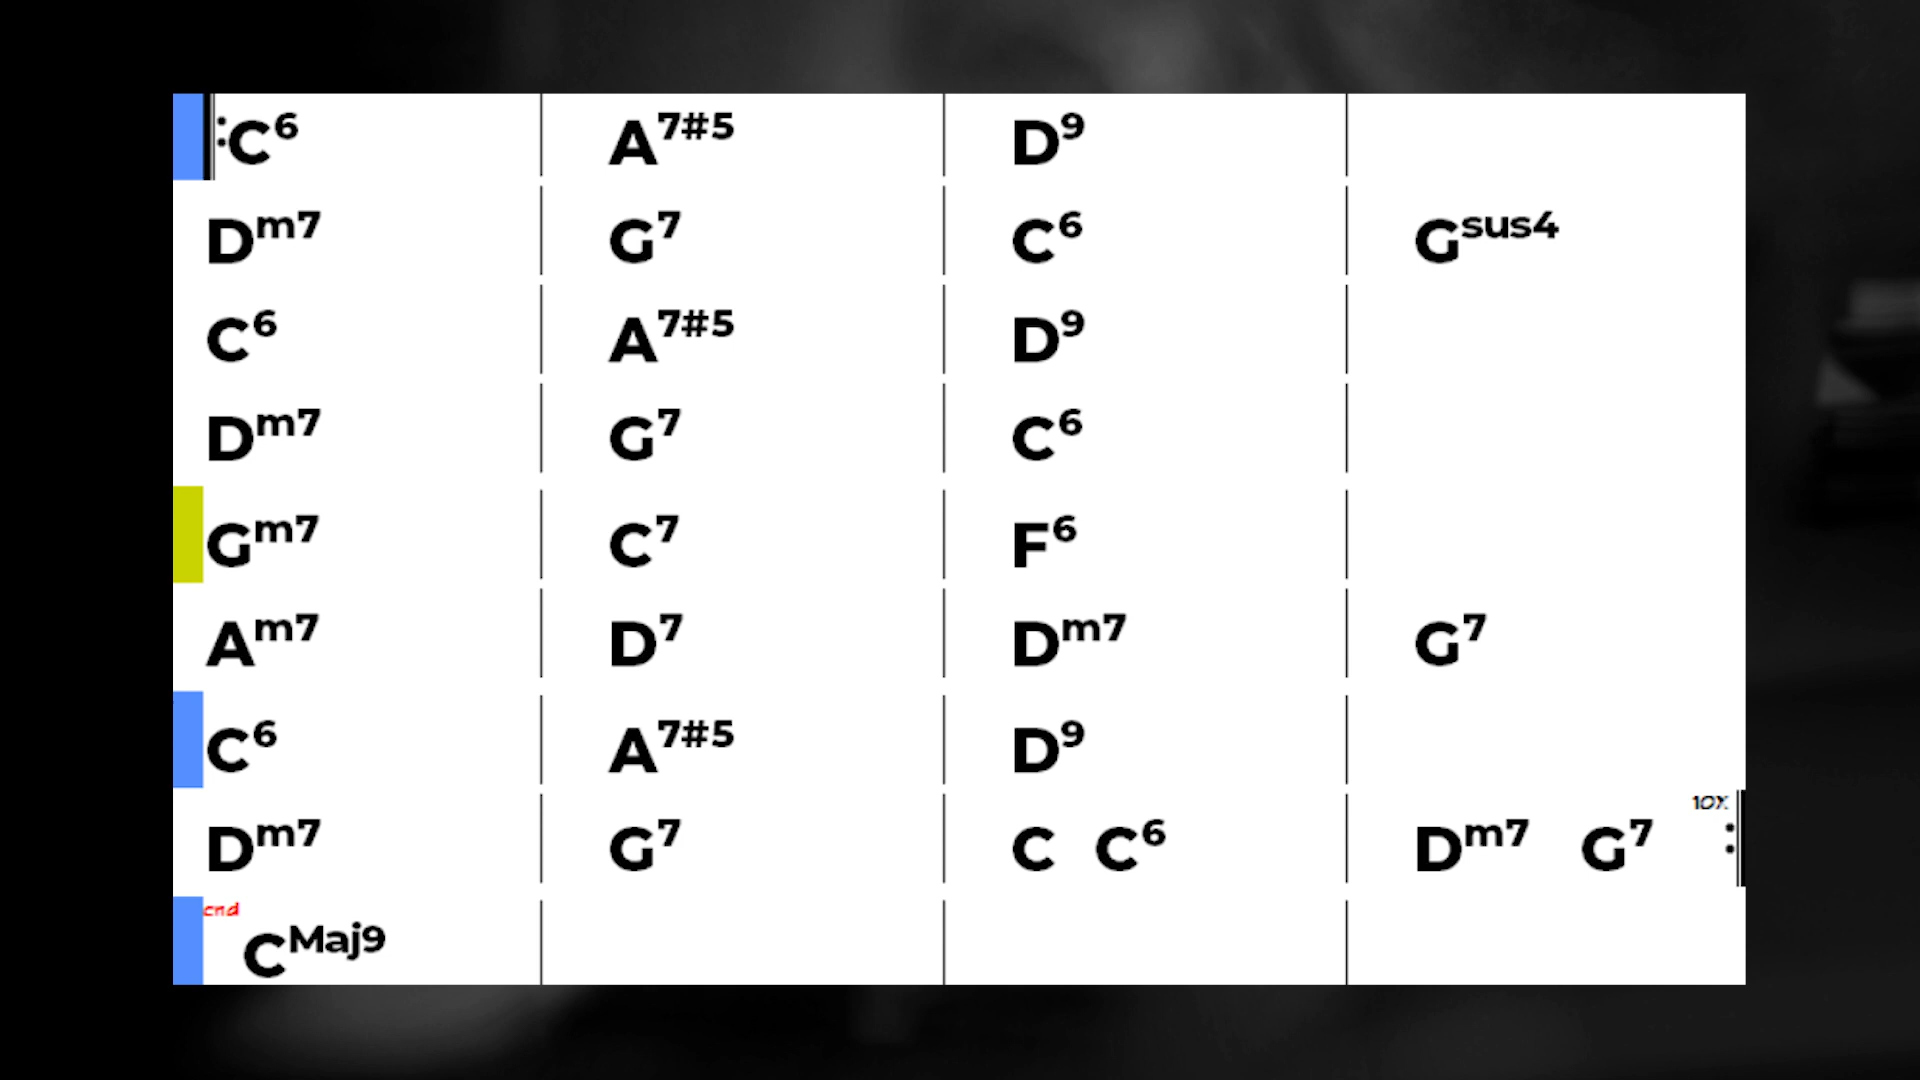 C6 A7#5 D9
Dm7 G7 C6 Gsus4
C6 A7#5 D9
Dm7 G7 C6
Gm7 C7 F6
Am7 D7 Dm7 G7
C6 A7#5 D9
10x
Dm7 G7 C C6 Dm7 G7
end
CMaj9